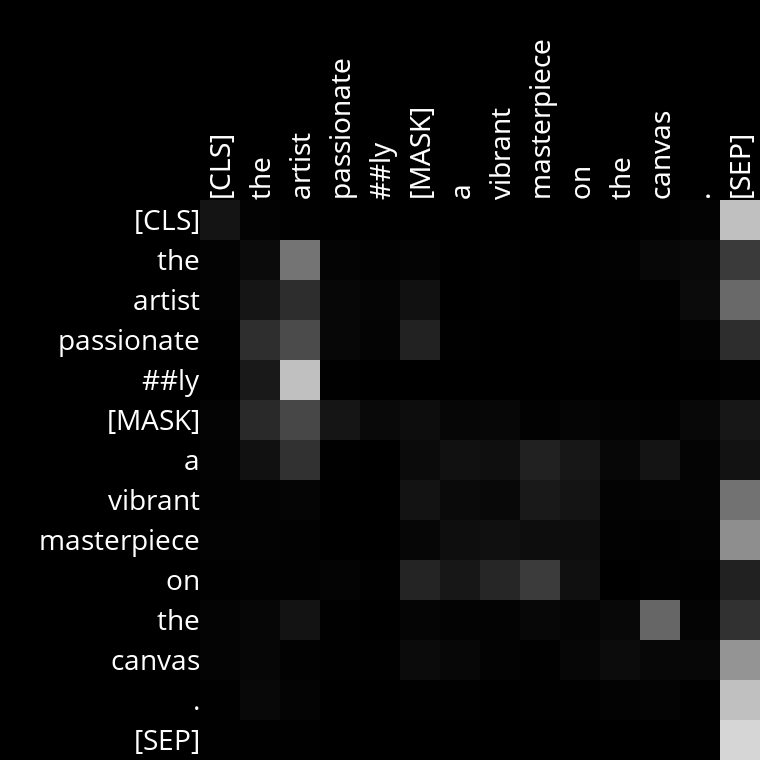 [CLS] the artist passionate ##ly [MASK] a vibrant masterpiece on the canvas . [SEP]
[CLS]
the
artist
passionate
##ly
[MASK]
a
vibrant
masterpiece
on
the
canvas
.
[SEP]